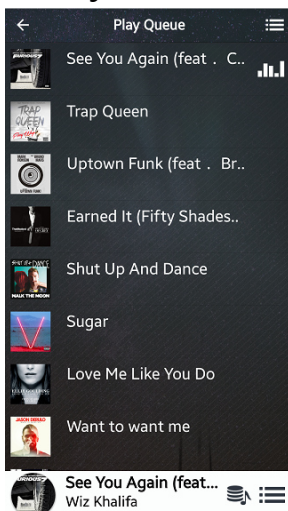 Play Queue
See You Again (feat . C..
Trap Queen
Uptown Funk (feat . Br..
Earned It (Fifty Shades..
Shut Up And Dance
Sugar
Love Me Like You Do
Want to want me
See You Again (feat...
Wiz Khalifa